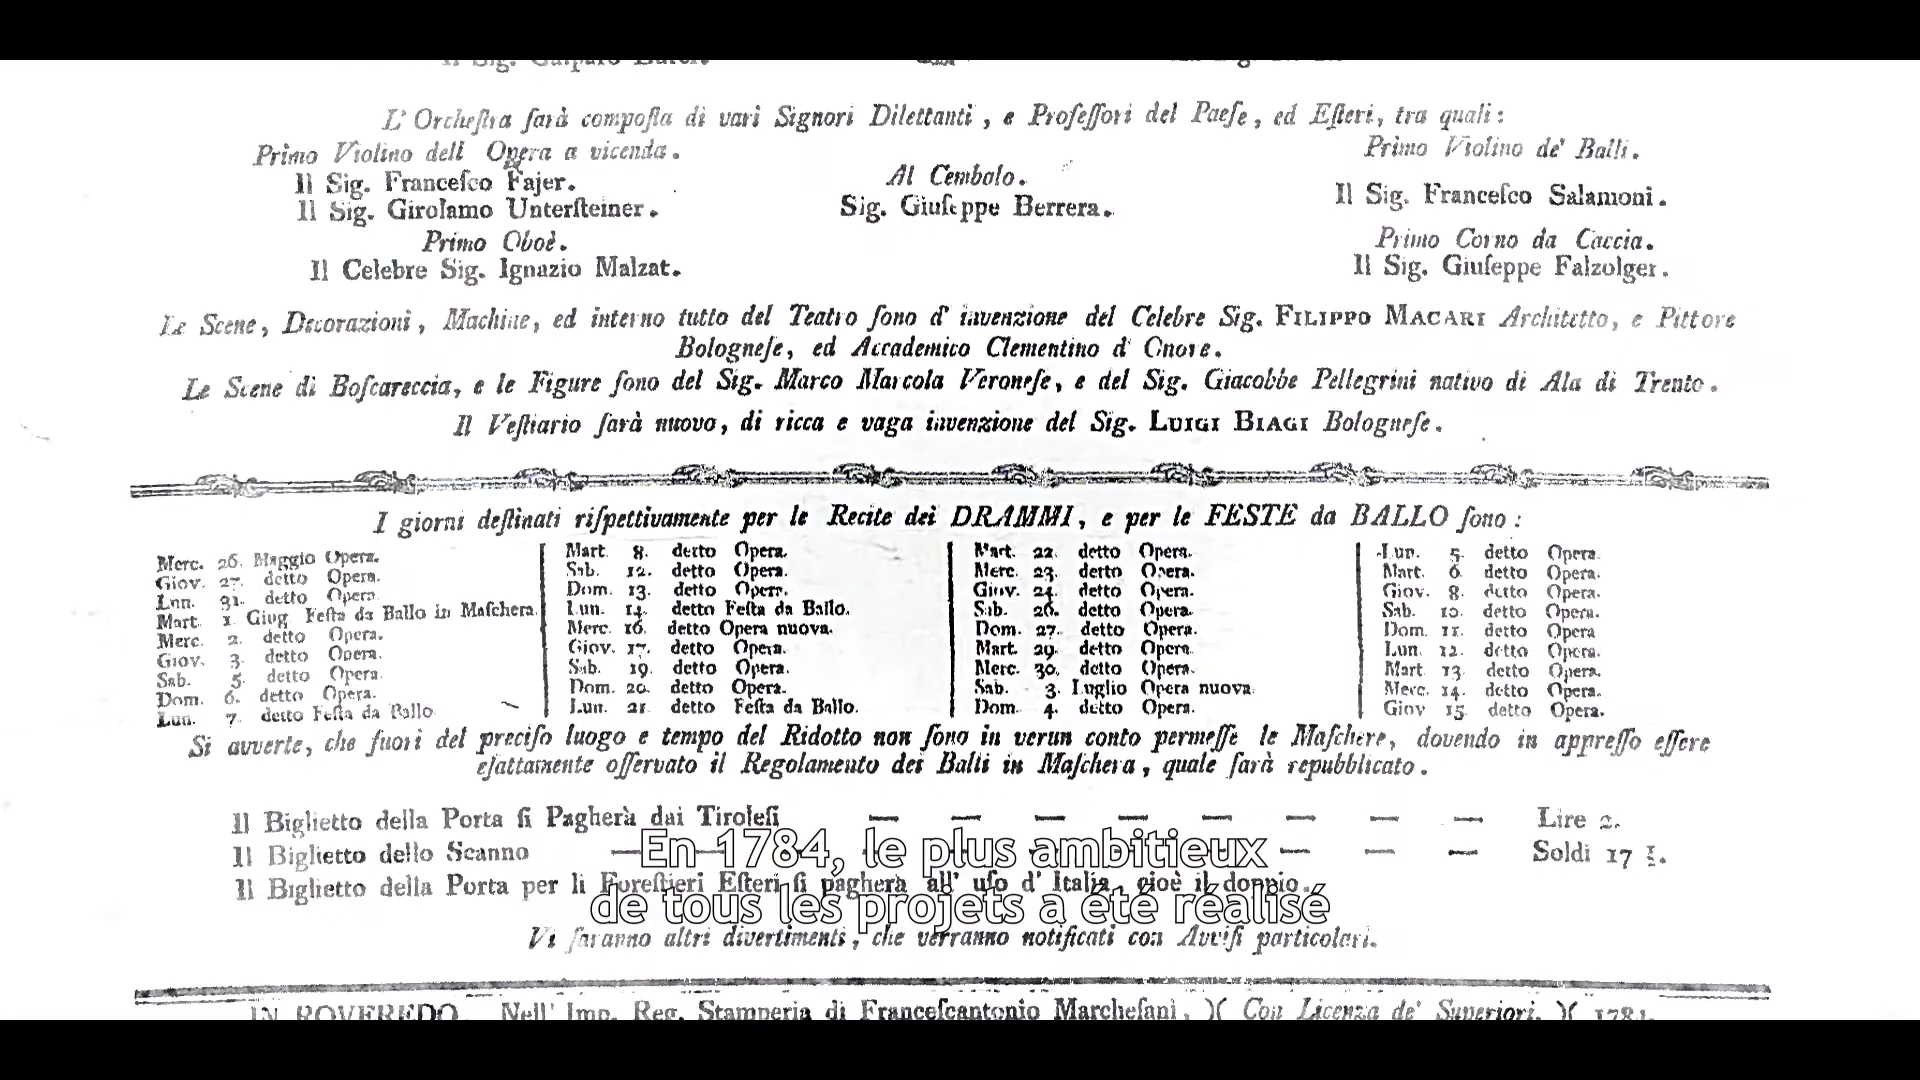 L' Orcheſtra ſarà compoſta di vari Signori Dilettanti, e Profeſſori del Paeſe, ed Eſteri, tra quali:
Primo Violino dell Opera a vicenda.
Il Sig. Franceſco Fajer.
Il Sig. Girolamo Unterſteiner.
Primo Oboè.
Il Celebre Sig. Ignazio Malzat.
Al Cembalo.
Sig. Giuſeppe Berrera.
Primo Violino de' Balli.
Il Sig. Franceſco Salamoni.
Primo Corno da Caccia.
Il Sig. Giuſeppe Falzolger.
Le Scene, Decorazioni, Machine, ed interno tutto del Teatro ſono d' invenzione del Celebre Sig. FILIPPO MACARI Architetto, e Pittore
Bologneſe, ed Accademico Clementino d' Onore.
Le Scene di Boſcareccia, e le Figure ſono del Sig. Marco Marcola Veroneſe, e del Sig. Giacobbe Pellegrini nativo di Ala di Trento.
Il Veſtiario ſarà nuovo, di ricca e vaga invenzione del Sig. LUIGI BIAGI Bologneſe.
I giorni deſtinati riſpettivamente per le Recite dei DRAMMI, e per le FESTE da BALLO ſono:
Merc. 26. Maggio Opera.
Giov. 27. detto Opera.
Lun. 31. detto Opera.
Mart. 1. Giug. Feſta da Ballo in Maſchera.
Merc. 2. detto Opera.
Giov. 3. detto Opera.
Sab. 5. detto Opera.
Dom. 6. detto Opera.
Lun. 7. detto Feſta da Ballo.
Mart. 8. detto Opera.
Sab. 12. detto Opera.
Dom. 13. detto Opera.
Lun. 14. detto Feſta da Ballo.
Merc. 16. detto Opera nuova.
Giov. 17. detto Opera.
Sab. 19. detto Opera.
Dom. 20. detto Opera.
Lun. 21. detto Feſta da Ballo.
Mart. 22. detto Opera.
Merc. 23. detto Opera.
Giov. 24. detto Opera.
Sab. 26. detto Opera.
Dom. 27. detto Opera.
Mart. 29. detto Opera.
Merc. 30. detto Opera.
Sab. 3. Luglio Opera nuova.
Dom. 4. detto Opera.
Lun. 5. detto Opera.
Mart. 6. detto Opera.
Giov. 8. detto Opera.
Sab. 10. detto Opera.
Dom. 11. detto Opera
Lun. 12. detto Opera.
Mart. 13. detto Opera.
Merc. 14. detto Opera.
Giov 15. detto Opera.
Si avverte, che fuori del preciſo luogo e tempo del Ridotto non ſono in verun conto permeſſe le Maſchere, dovendo in appreſſo eſſere
eſattamente oſſervato il Regolamento dei Balli in Maſchera, quale ſarà repubblicato.
Il Biglietto della Porta ſi Pagherà dai Tiroleſi — — — — — — — — Lire 2.
Il Biglietto dello Scanno — — — Soldi 17
Il Biglietto della Porta per li Foreſtieri Eſteri ſi pagherà all' uſo d' Italia, cioè il doppio.
En 1784, le plus ambitieux
de tous les projets a été réalisé
Vi ſaranno altri divertimenti, che verranno notificati con Avviſi particolari.
IN ROVEREDO, Nell' Imp. Reg. Stamperia di Franceſcantonio Marcheſani. )( Con Licenza de' Superiori. )(